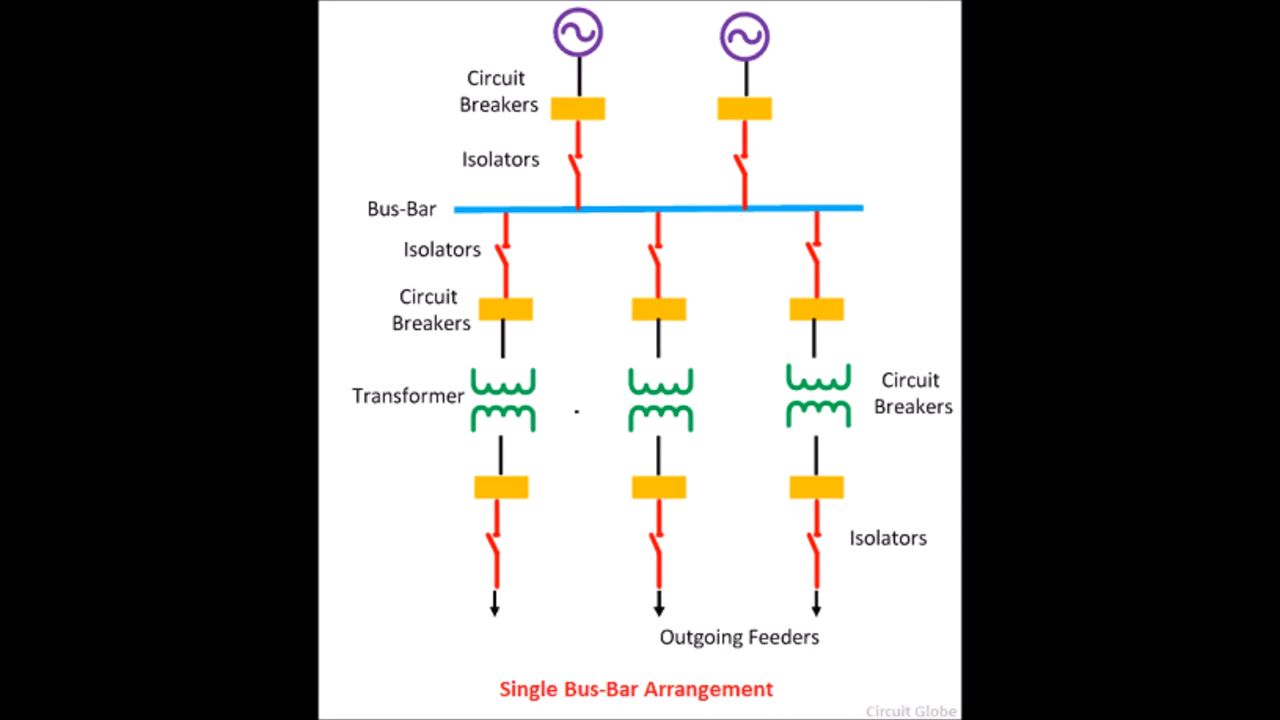 Circuit
Breakers
Isolators
Bus-Bar
Isolators
Circuit
Breakers
Transformer
Circuit
Breakers
Isolators
Outgoing Feeders
Single Bus-Bar Arrangement
Circuit Globe